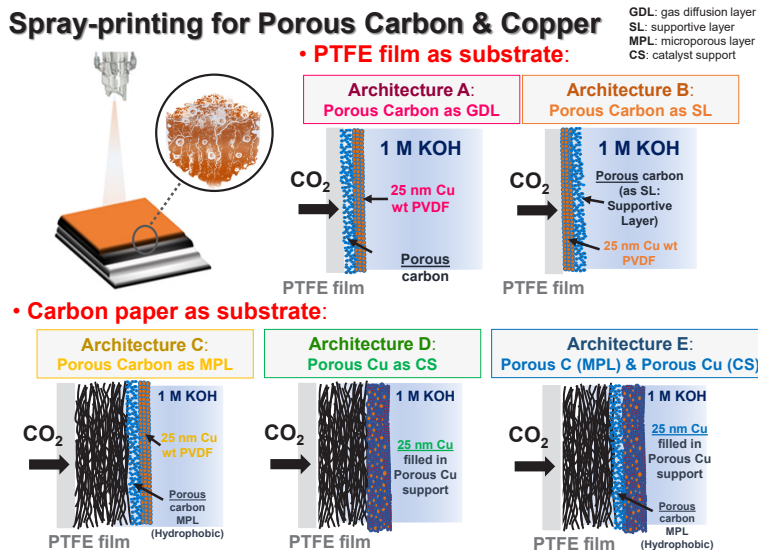 Spray-printing for Porous Carbon & Copper
GDL: gas diffusion layer
SL: supportive layer
MPL: microporous layer
CS: catalyst support
• PTFE film as substrate:
Architecture A:
Porous Carbon as GDL
1 M KOH
CO2
25 nm Cu
wt PVDF
Porous
carbon
PTFE film
Architecture B:
Porous Carbon as SL
1 M KOH
CO2
Porous carbon
(as SL:
Supportive
Layer)
25 nm Cu wt
PVDF
PTFE film
• Carbon paper as substrate:
Architecture C:
Porous Carbon as MPL
1 M KOH
CO2
25 nm Cu
wt PVDF
Porous
carbon
MPL
(Hydrophobic)
PTFE film
Architecture D:
Porous Cu as CS
1 M KOH
CO2
25 nm Cu
filled in
Porous Cu
support
PTFE film
Architecture E:
Porous C (MPL) & Porous Cu (CS)
1 M KOH
CO2
25 nm Cu
filled in
Porous Cu
support
Porous
carbon
MPL
(Hydrophobic)
PTFE film